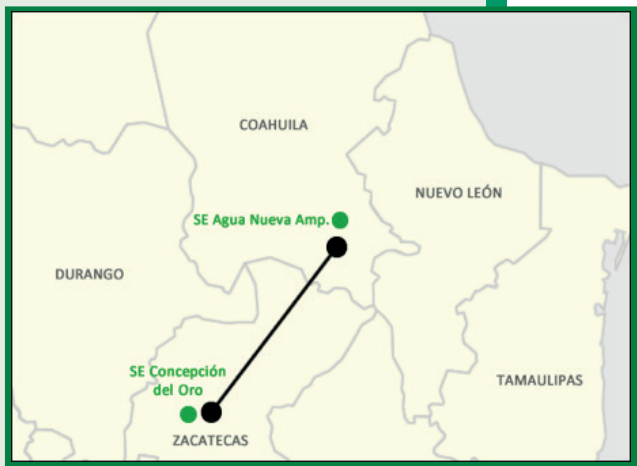 COAHUILA
NUEVO LEÓN
SE Agua Nueva Amp.
DURANGO
SE Concepción
del Oro
TAMAULIPAS
ZACATECAS